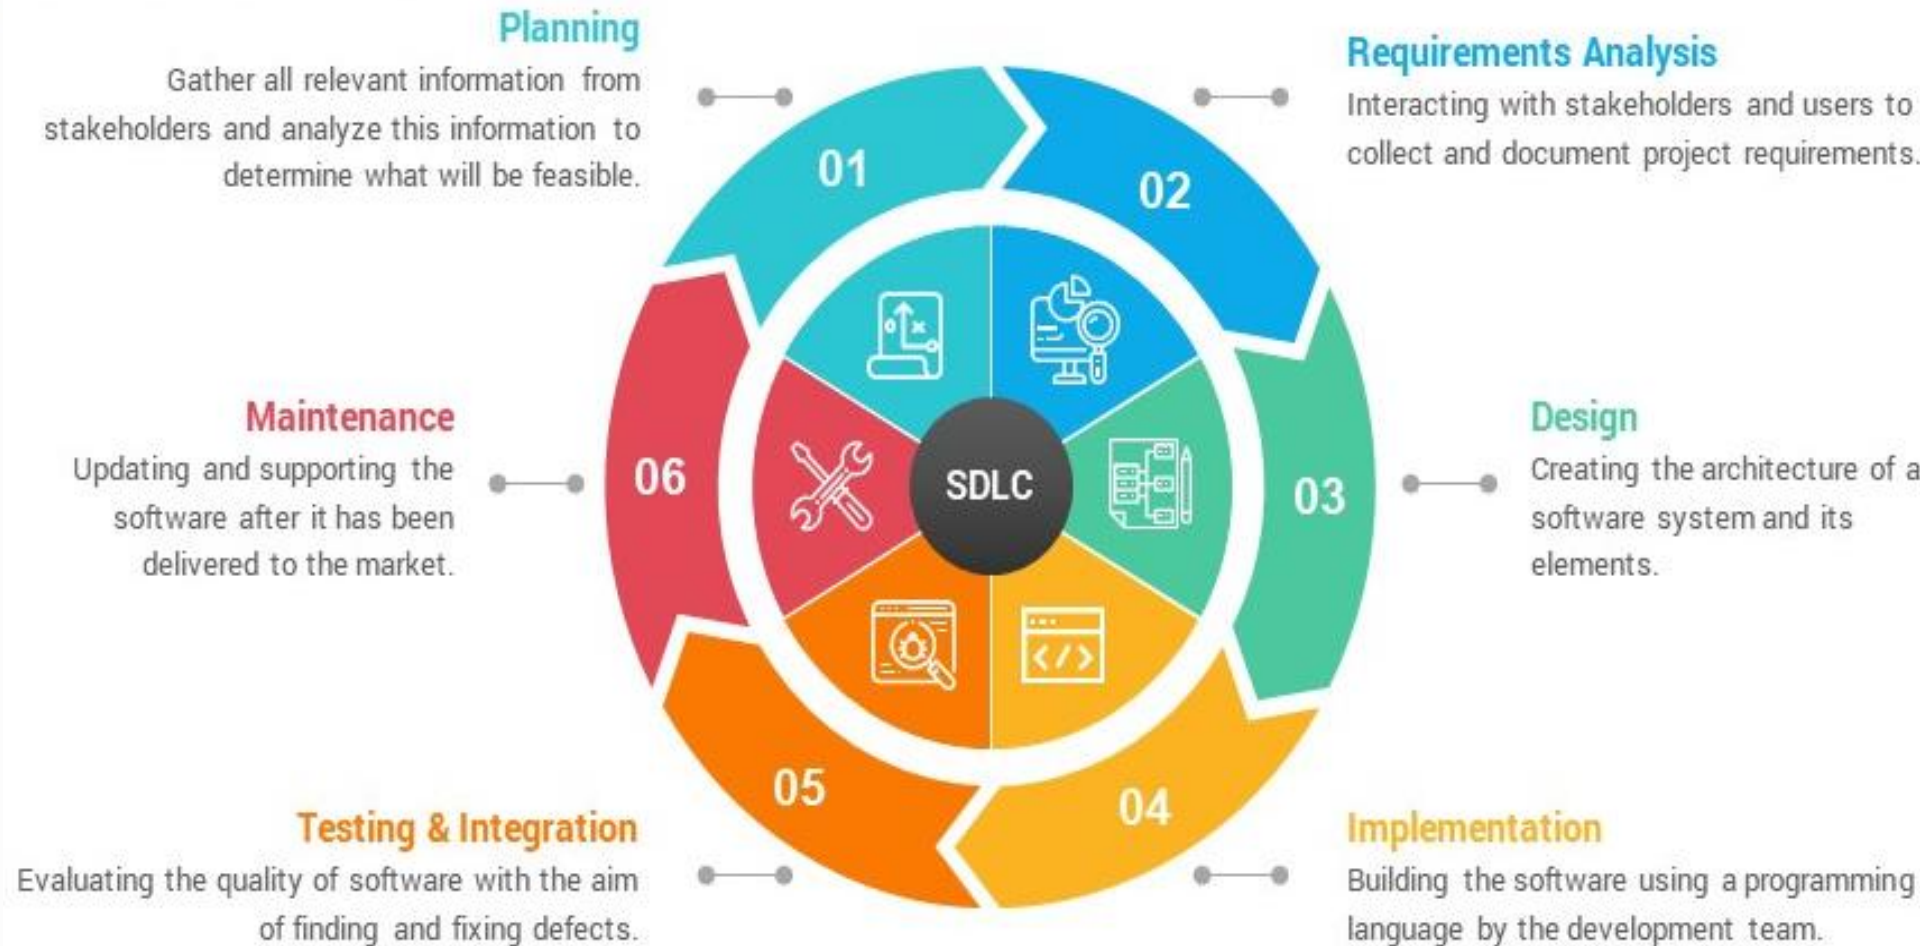 Planning
Gather all relevant information from
stakeholders and analyze this information to
determine what will be feasible.
01
Requirements Analysis
Interacting with stakeholders and users to
collect and document project requirements.
02
Design
Creating the architecture of a
software system and its
elements.
03
Implementation
Building the software using a programming
language by the development team.
04
Testing & Integration
Evaluating the quality of software with the aim
of finding and fixing defects.
05
Maintenance
Updating and supporting the
software after it has been
delivered to the market.
06
SDLC